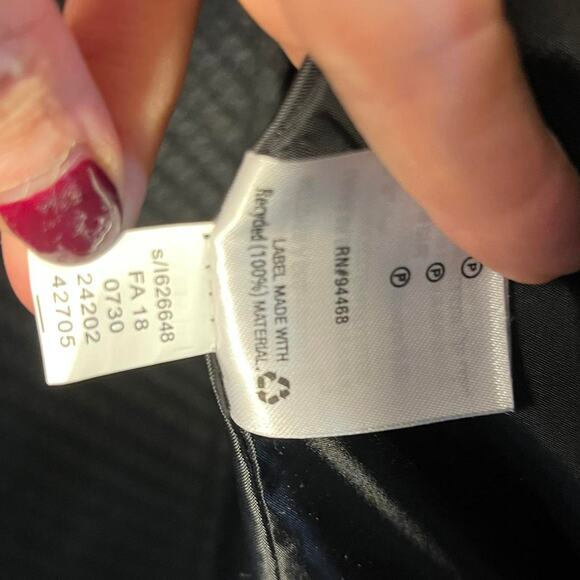 s/I626648
FA 18
0730
24202
42705
LABEL MADE WITH
Recycled (100%) MATERIAL.
RN#94468
P
P
P